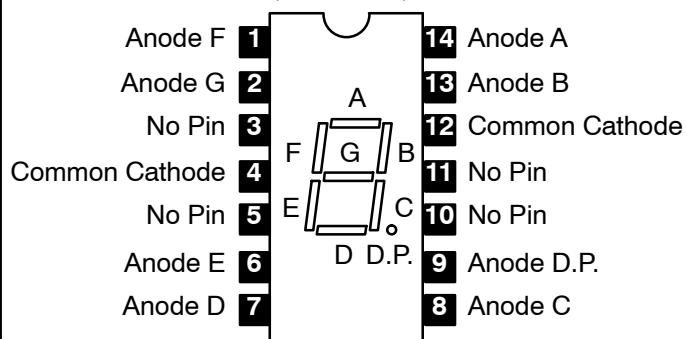 Anode F 1 14 Anode A
Anode G 2 13 Anode B
A
No Pin 3 12 Common Cathode
F G B
Common Cathode 4 11 No Pin
E C
No Pin 5 10 No Pin
D D.P.
Anode E 6 9 Anode D.P.
Anode D 7 8 Anode C